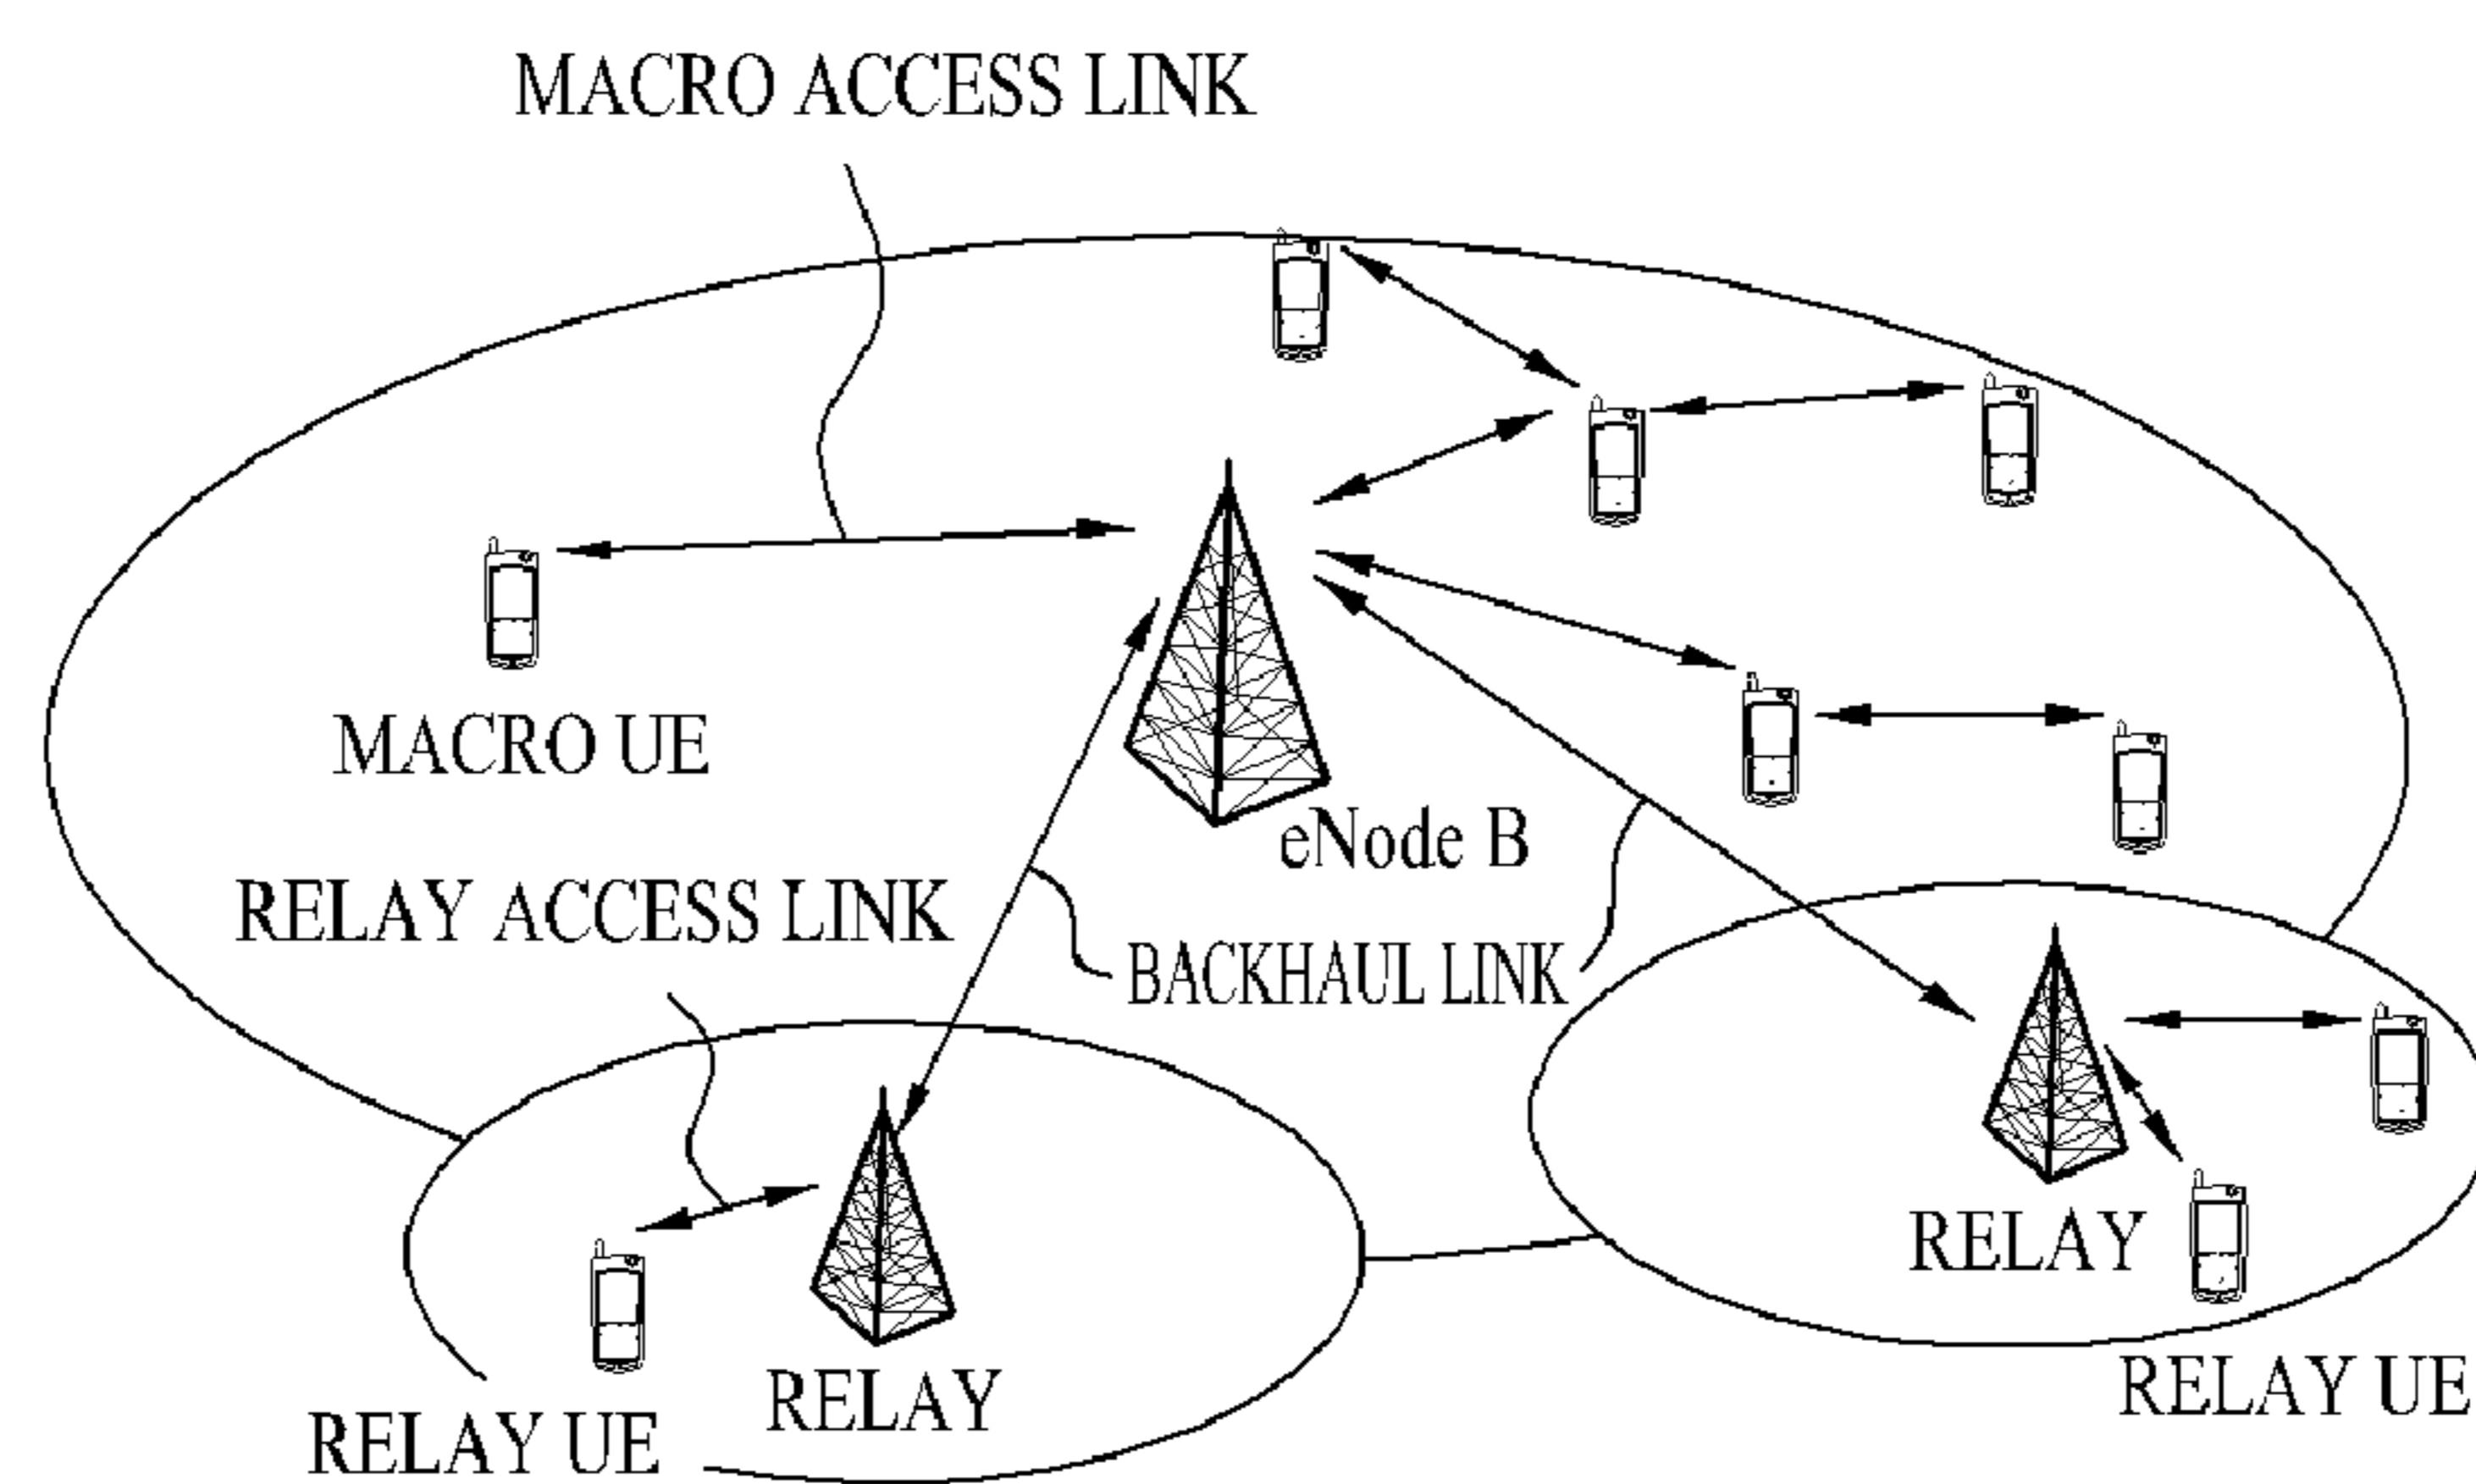 MACRO ACCESS LINK
MACRO UE
eNode B
RELAY ACCESS LINK
BACKHAUL LINK
RELAY
RELAY UE
RELAY
RELAY UE